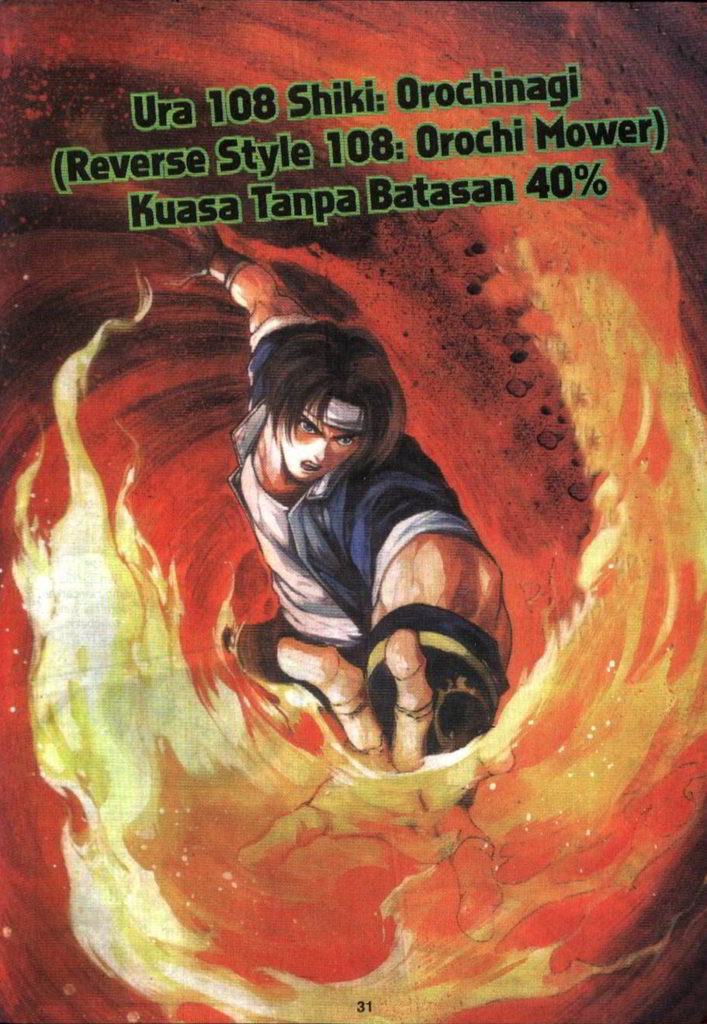 Ura 108 Shiki: Orochinagi
(Reverse Style 108: Orochi Mower)
Kuasa Tanpa Batasan 40%
31